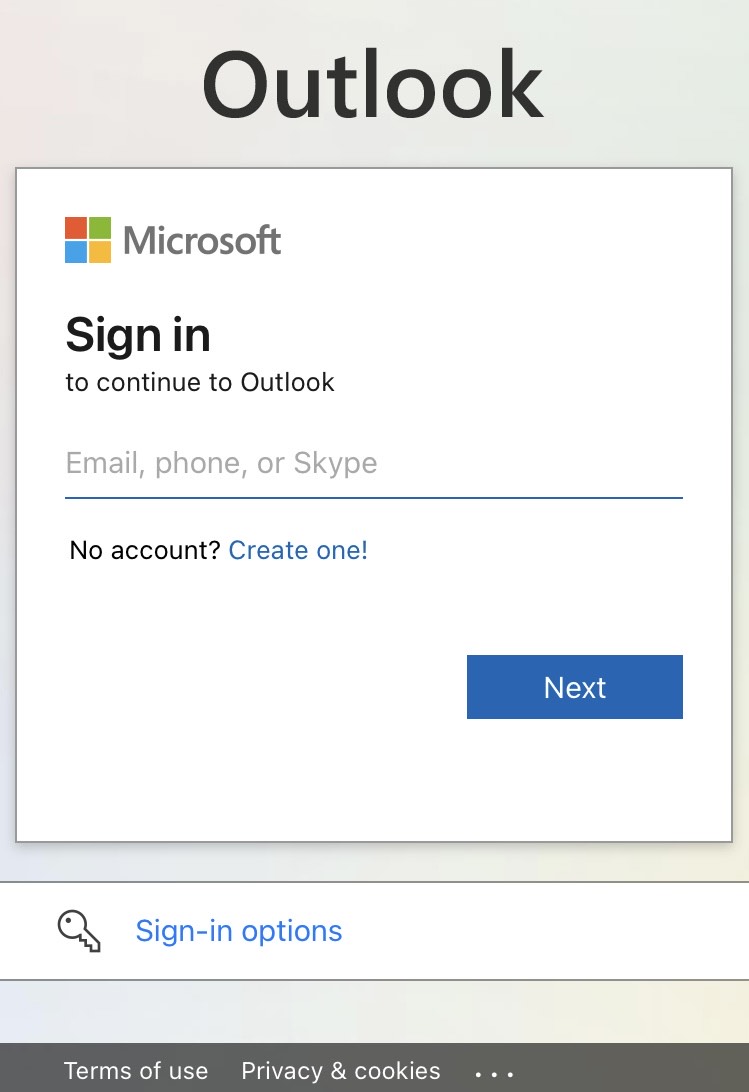 Outlook
Microsoft
Sign in
to continue to Outlook
Email, phone, or Skype
No account? Create one!
Next
Sign-in options
Terms of use Privacy & cookies ...